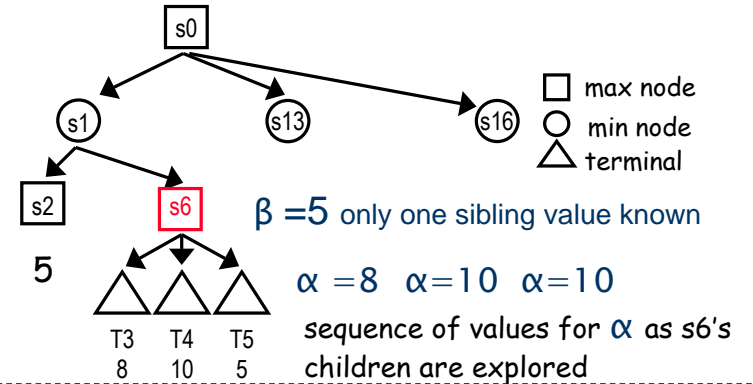 s0
max node
s1
s13
s16
min node
terminal
s2
s6
β =5 only one sibling value known
5
α =8 α=10 α=10
T3 T4 T5
8 10 5
sequence of values for α as s6's
children are explored